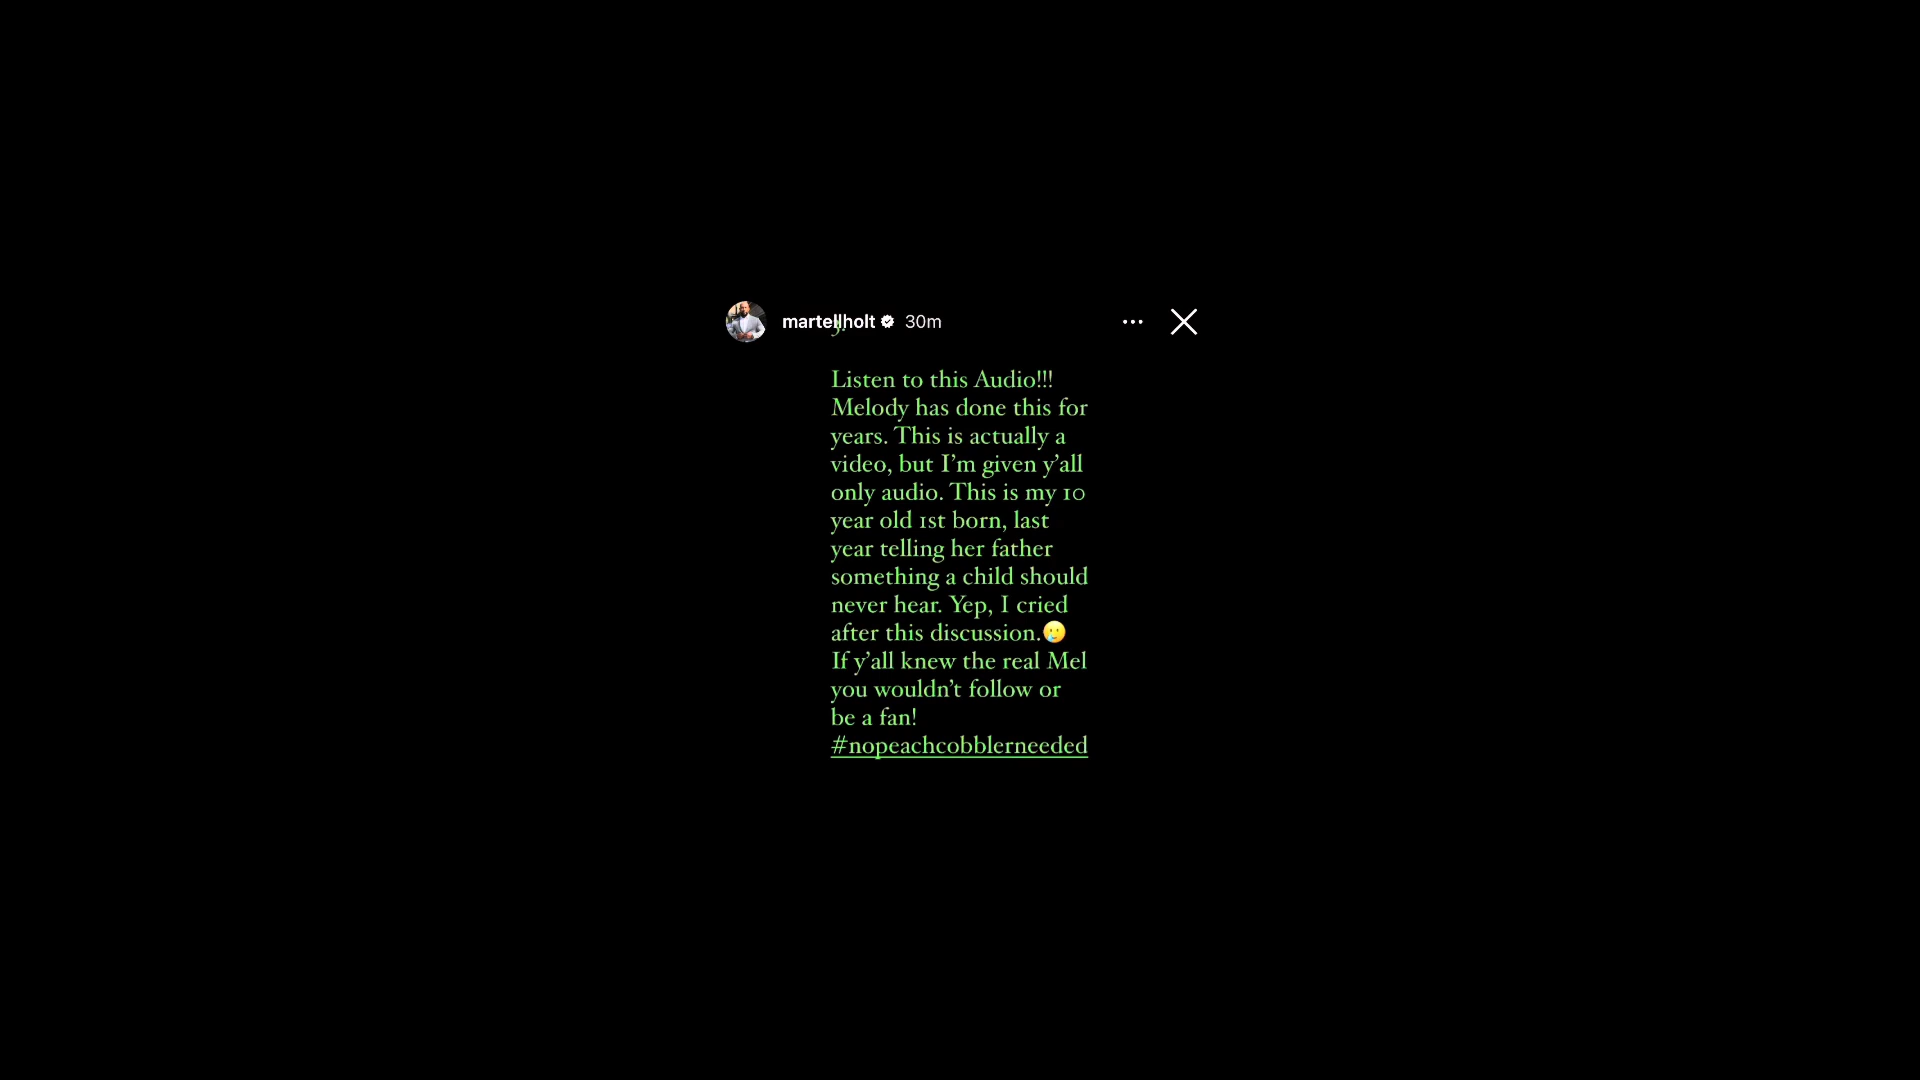 martellholt 30m
3.
Listen to this Audio!!!
Melody has done this for
years. This is actually a
video, but I'm given y'all
only audio. This is my 10
year old 1st born, last
year telling her father
something a child should
never hear. Yep, I cried
after this discussion.🥲
If y'all knew the real Mel
you wouldn't follow or
be a fan!
#nopeachcobblerneeded